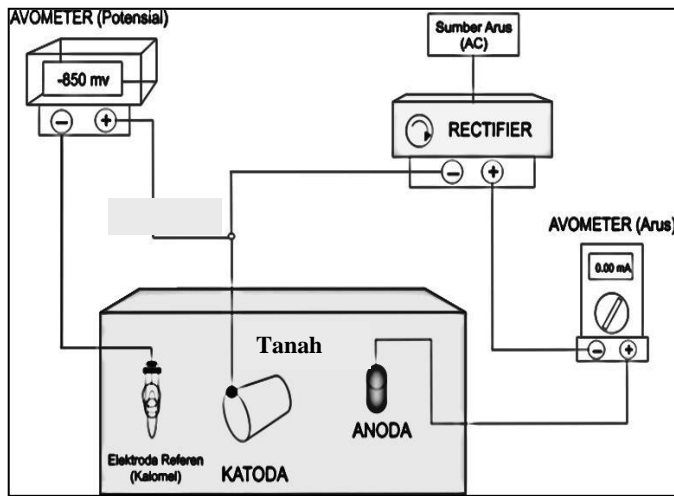 AVOMETER (Potensial)
-850 mv
− +
Sumber Arus
(AC)
RECTIFIER
− +
AVOMETER (Arus)
0.00 mA
− +
Tanah
Elektroda Referen
(Kalomel)
KATODA
ANODA